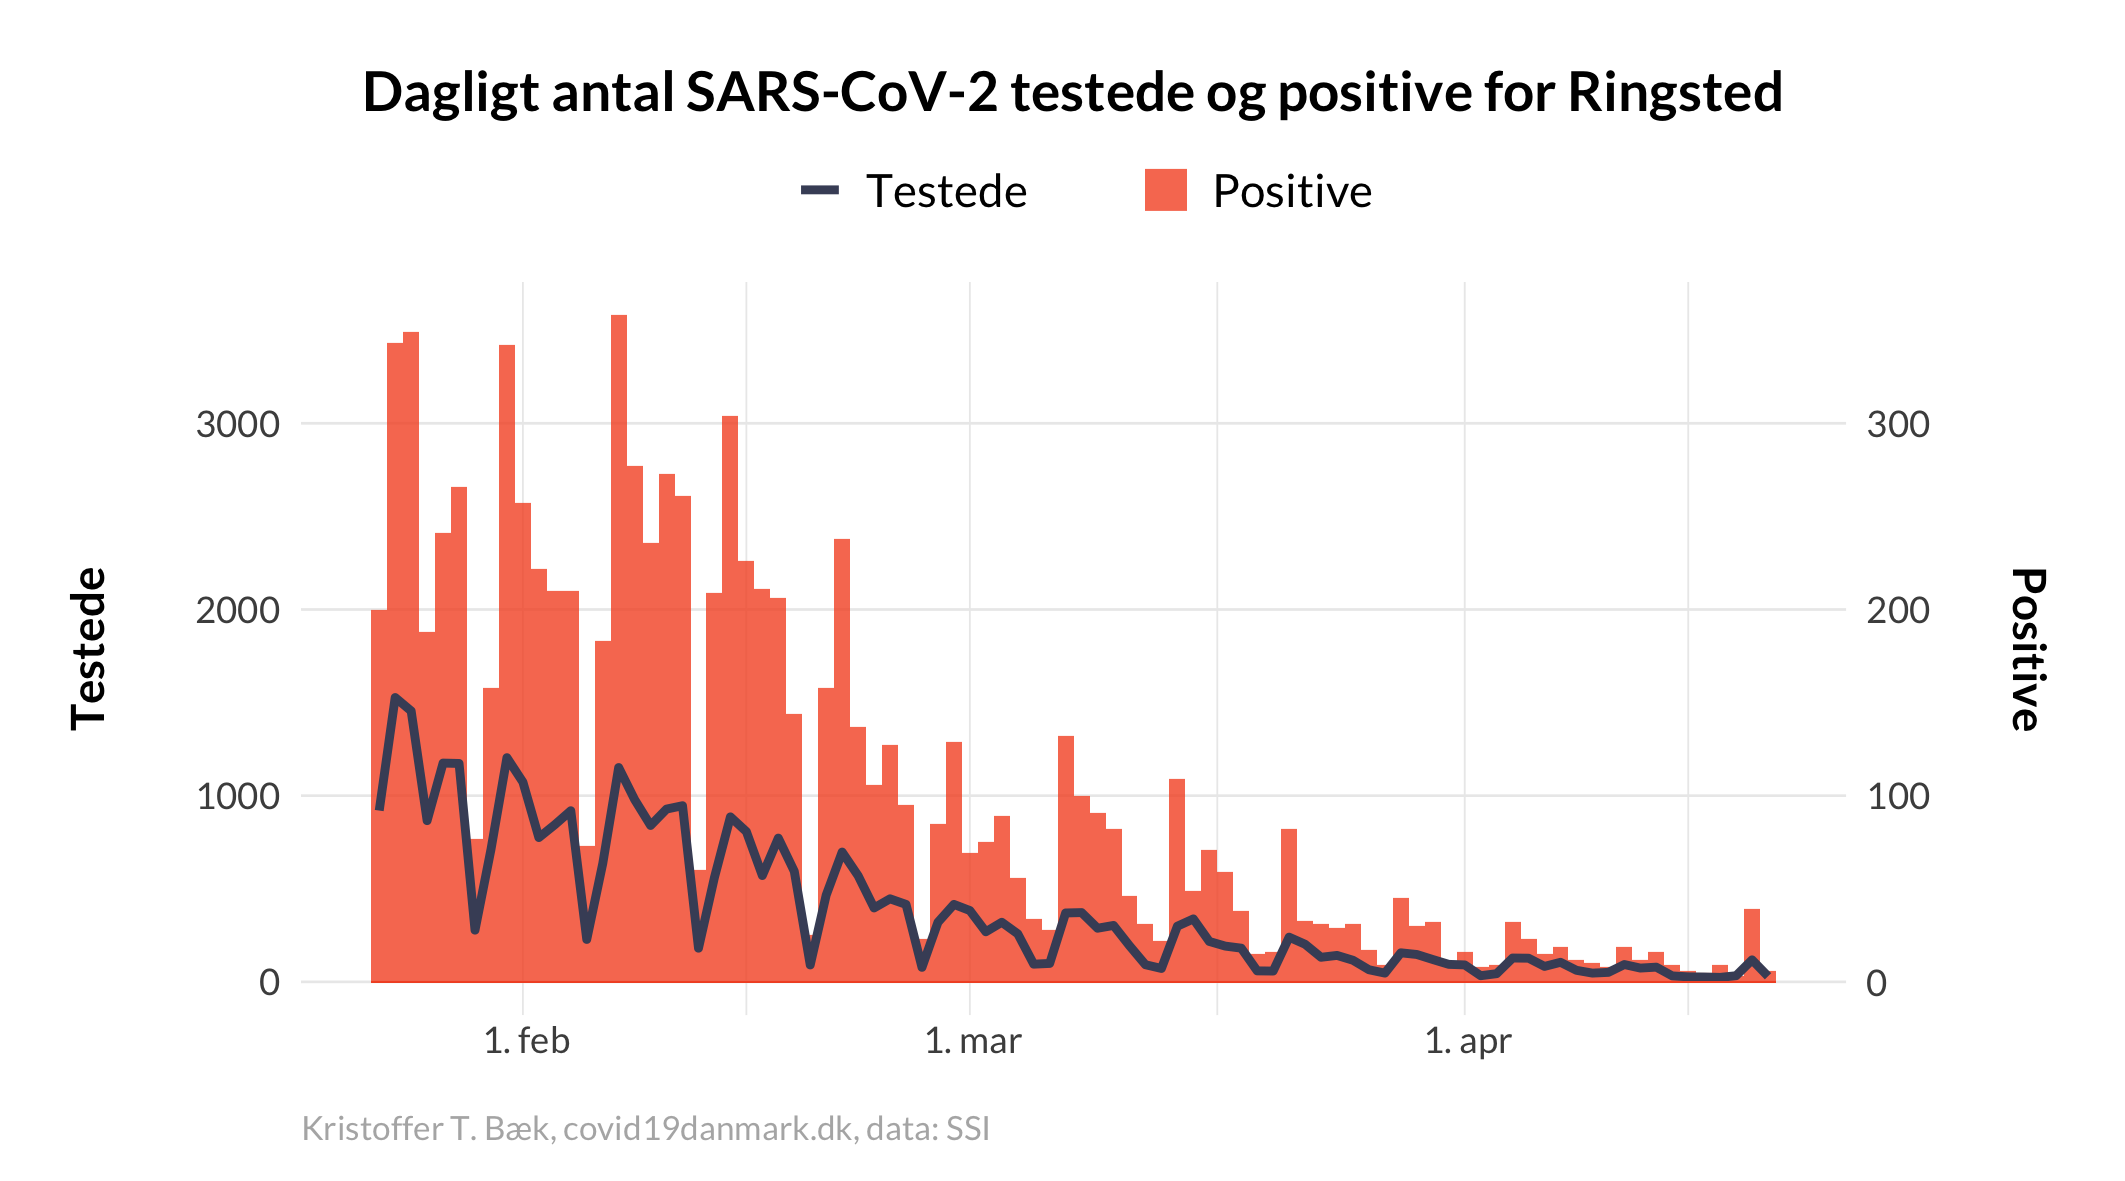 Dagligt antal SARS-CoV-2 testede og positive for Ringsted
Testede
Positive
Testede
3000
2000
1000
0
300
200
100
0
Positive
1. feb
1. mar
1. apr
Kristoffer T. Bæk, covid19danmark.dk, data: SSI